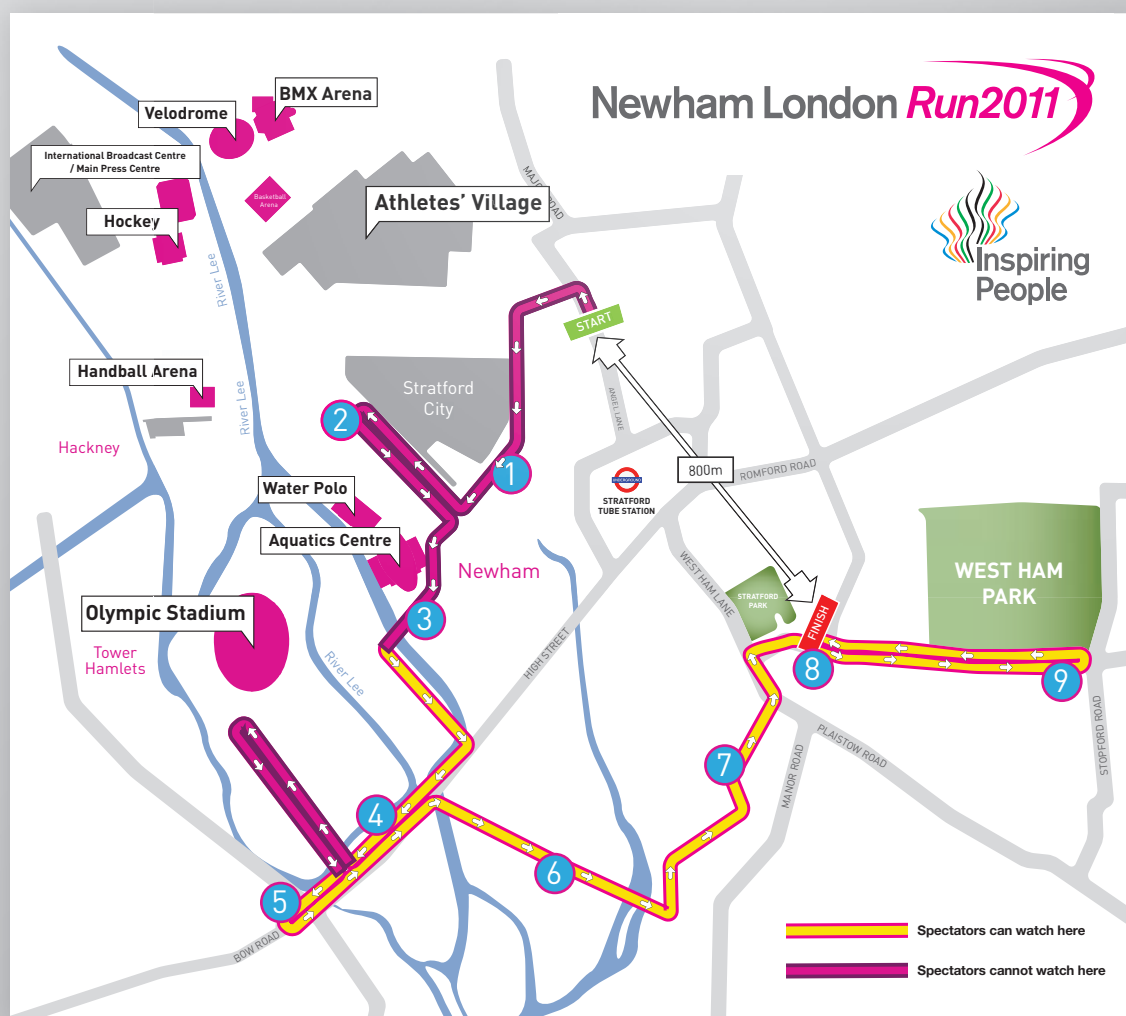 Newham London Run2011
BMX Arena
Velodrome
International Broadcast Centre
/ Main Press Centre
Hockey
Basketball
Arena
Athletes’ Village
MAJOR ROAD
Inspiring
People
River Lee
START
Handball Arena
River Lee
Stratford
City
ANGEL LANE
2
1
Hackney
800m
ROMFORD ROAD
UNDERGROUND
STRATFORD
TUBE STATION
Water Polo
Aquatics Centre
Newham
WEST HAM LANE
STRATFORD
PARK
WEST HAM
PARK
Olympic Stadium
3
FINISH
Tower
Hamlets
River Lee
HIGH STREET
8
9
STOPFORD ROAD
PLAISTOW ROAD
MANOR ROAD
7
4
6
5
BOW ROAD
Spectators can watch here
Spectators cannot watch here